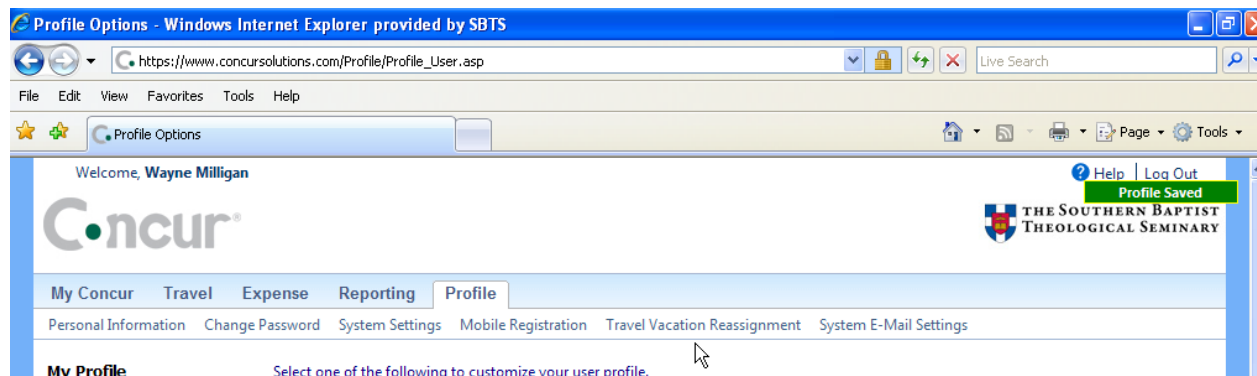 Profile Options - Windows Internet Explorer provided by SBTS
https://www.concursolutions.com/Profile/Profile_User.asp
Live Search
File Edit View Favorites Tools Help
Profile Options
Page Tools
Welcome, Wayne Milligan
Help | Log Out
Profile Saved
Concur®
THE SOUTHERN BAPTIST
THEOLOGICAL SEMINARY
My Concur Travel Expense Reporting Profile
Personal Information Change Password System Settings Mobile Registration Travel Vacation Reassignment System E-Mail Settings
My Profile
Select one of the following to customize your user profile.